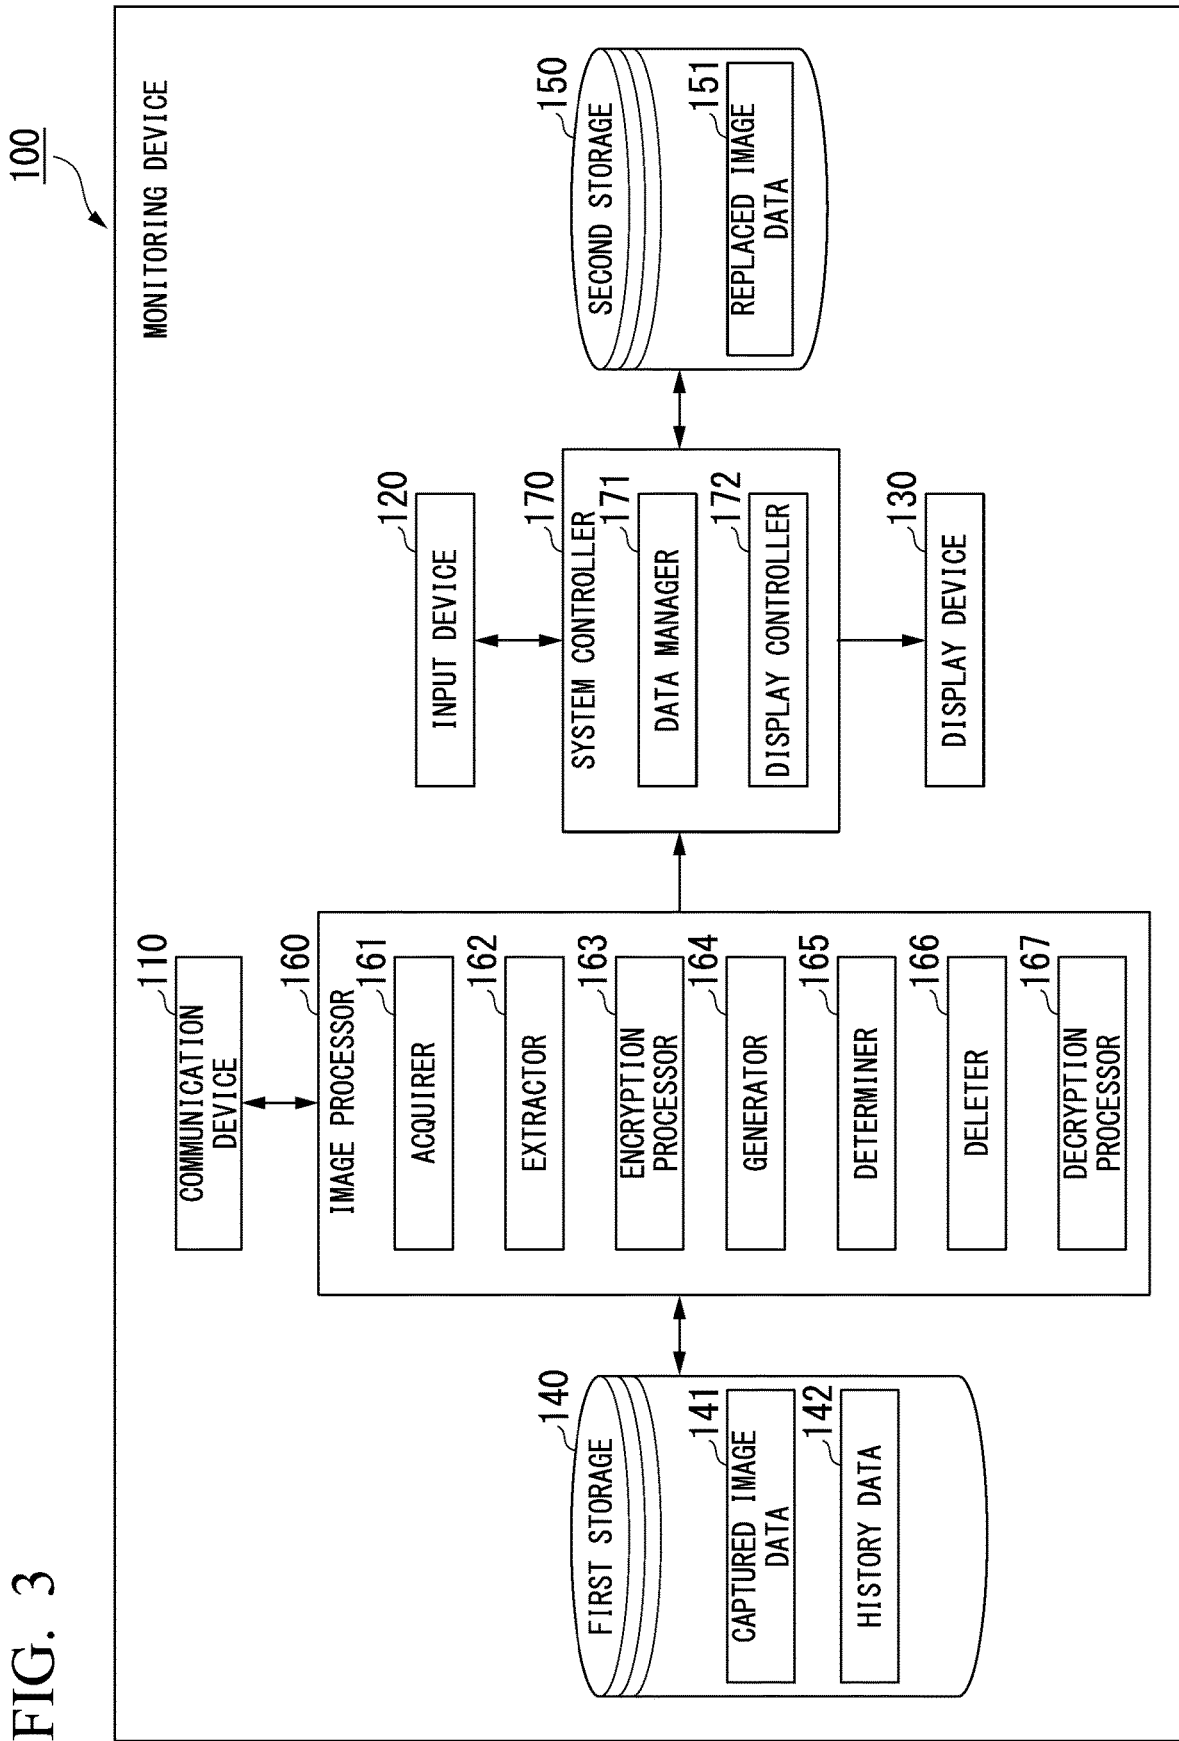 FIG. 3
100
MONITORING DEVICE
110
COMMUNICATION
DEVICE
160
IMAGE PROCESSOR
161
ACQUIRER
162
EXTRACTOR
163
ENCRYPTION
PROCESSOR
164
GENERATOR
165
DETERMINER
166
DELETER
167
DECRYPTION
PROCESSOR
140
FIRST STORAGE
141
CAPTURED IMAGE
DATA
142
HISTORY DATA
120
INPUT DEVICE
170
SYSTEM CONTROLLER
171
DATA MANAGER
172
DISPLAY CONTROLLER
130
DISPLAY DEVICE
150
SECOND STORAGE
151
REPLACED IMAGE
DATA